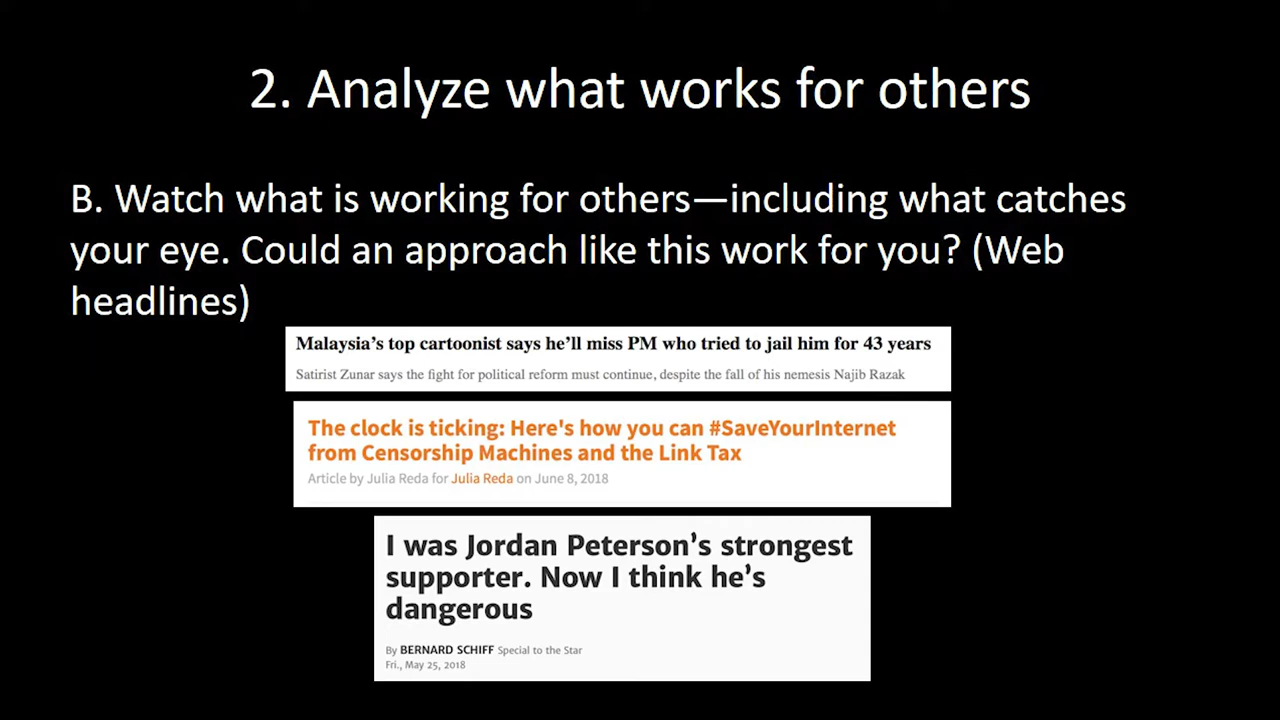 2. Analyze what works for others
B. Watch what is working for others—including what catches
your eye. Could an approach like this work for you? (Web
headlines)
Malaysia’s top cartoonist says he’ll miss PM who tried to jail him for 43 years
Satirist Zunar says the fight for political reform must continue, despite the fall of his nemesis Najib Razak
The clock is ticking: Here's how you can #SaveYourInternet
from Censorship Machines and the Link Tax
Article by Julia Reda for Julia Reda on June 8, 2018
I was Jordan Peterson’s strongest
supporter. Now I think he’s
dangerous
By BERNARD SCHIFF Special to the Star
Fri., May 25, 2018